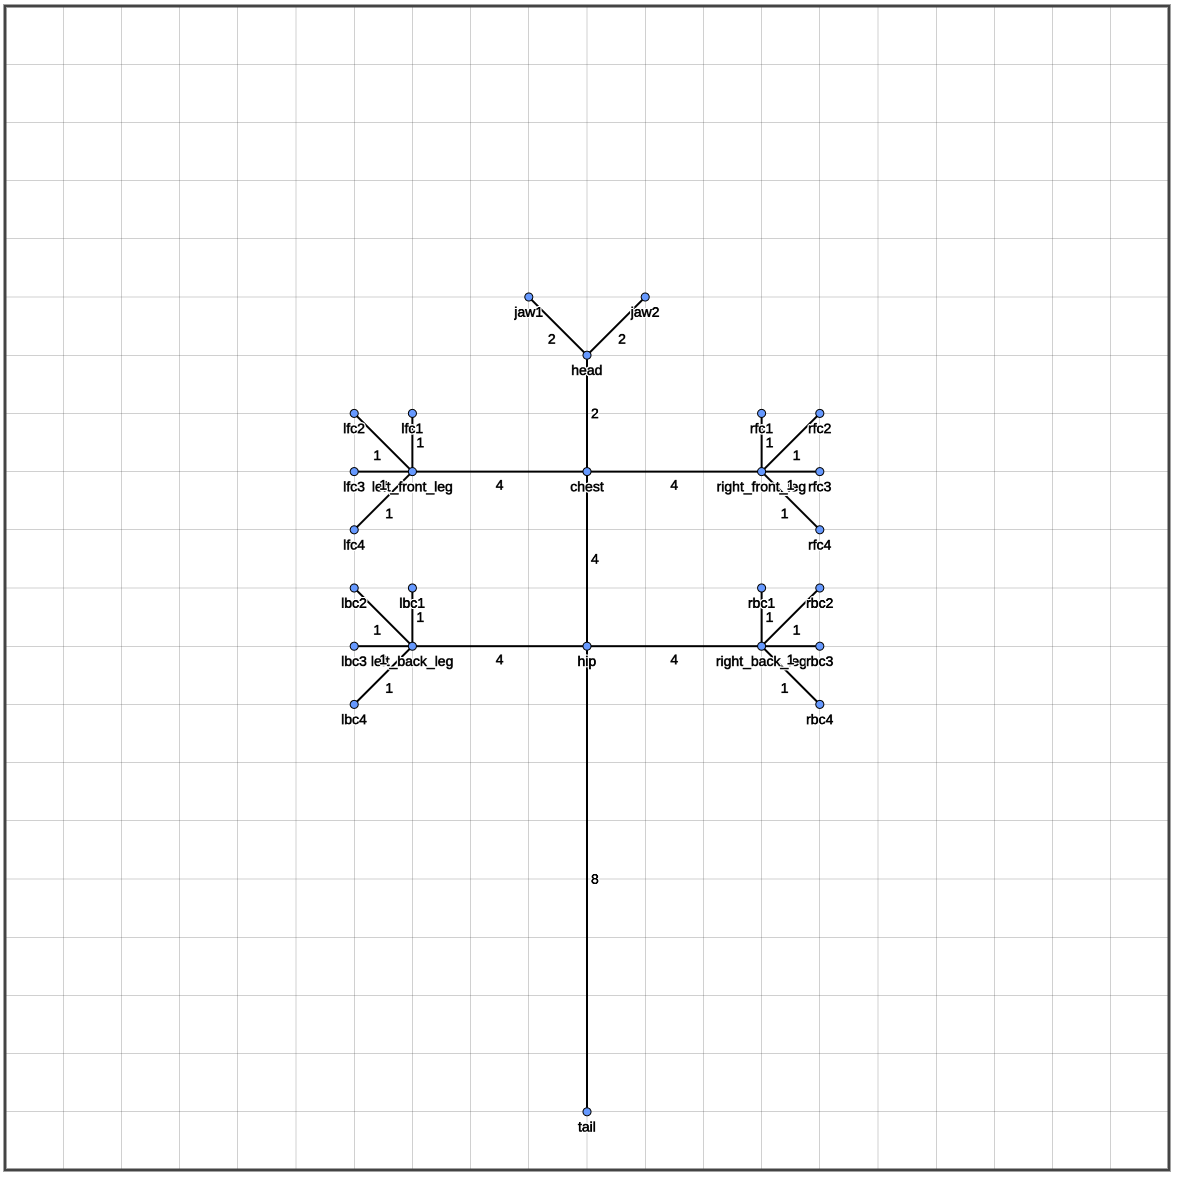 jaw1 jaw2
2 2
head
2
lfc2 lfc1 rfc1 rfc2
1 1 1 1
lfc3 left_front_leg 4 chest 4 right_front_leg rfc3
1 1
1 1
lfc4 rfc4
4
lbc2 lbc1 rbc1 rbc2
1 1 1 1
lbc3 left_back_leg 4 hip 4 right_back_leg rbc3
1 1
1 1
lbc4 rbc4
8
tail